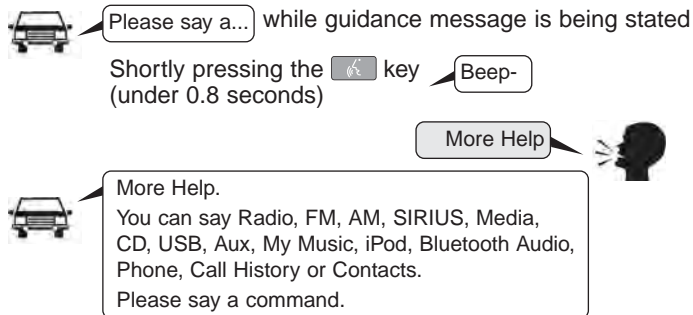 Please say a... while guidance message is being stated
Shortly pressing the key Beep-
(under 0.8 seconds)
More Help
More Help.
You can say Radio, FM, AM, SIRIUS, Media,
CD, USB, Aux, My Music, iPod, Bluetooth Audio,
Phone, Call History or Contacts.
Please say a command.